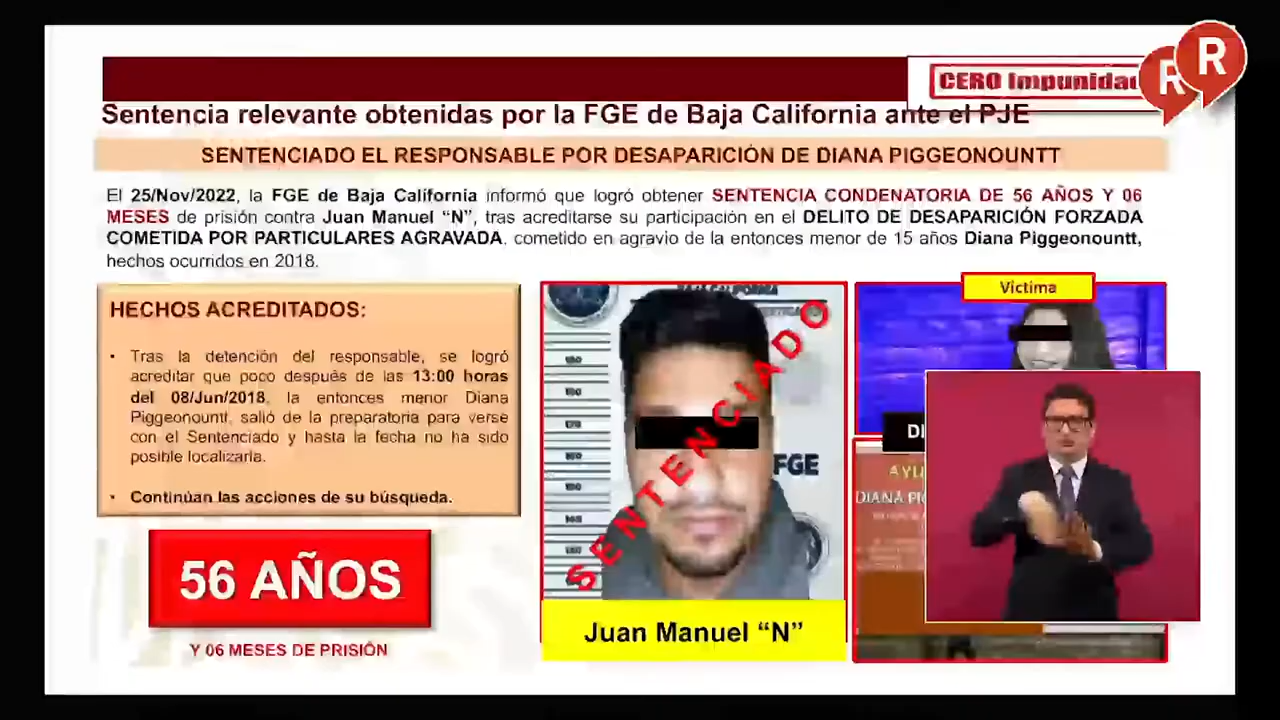 CERO Impunidad
R R
Sentencia relevante obtenidas por la FGE de Baja California ante el PJE
SENTENCIADO EL RESPONSABLE POR DESAPARICIÓN DE DIANA PIGGEONOUNTT
El 25/Nov/2022, la FGE de Baja California informó que logró obtener SENTENCIA CONDENATORIA DE 56 AÑOS Y 06
MESES de prisión contra Juan Manuel “N”, tras acreditarse su participación en el DELITO DE DESAPARICIÓN FORZADA
COMETIDA POR PARTICULARES AGRAVADA, cometido en agravio de la entonces menor de 15 años Diana Piggeonountt,
hechos ocurridos en 2018.
HECHOS ACREDITADOS:
• Tras la detención del responsable, se logró
acreditar que poco después de las 13:00 horas
del 08/Jun/2018, la entonces menor Diana
Piggeonountt, salió de la preparatoria para verse
con el Sentenciado y hasta la fecha no ha sido
posible localizarla.
• Continúan las acciones de su búsqueda.
56 AÑOS
Y 06 MESES DE PRISIÓN
BAJA CALIFORNIA
SENTENCIADO
FGE
Juan Manuel “N”
Víctima
DI
AYU
DIANA PI